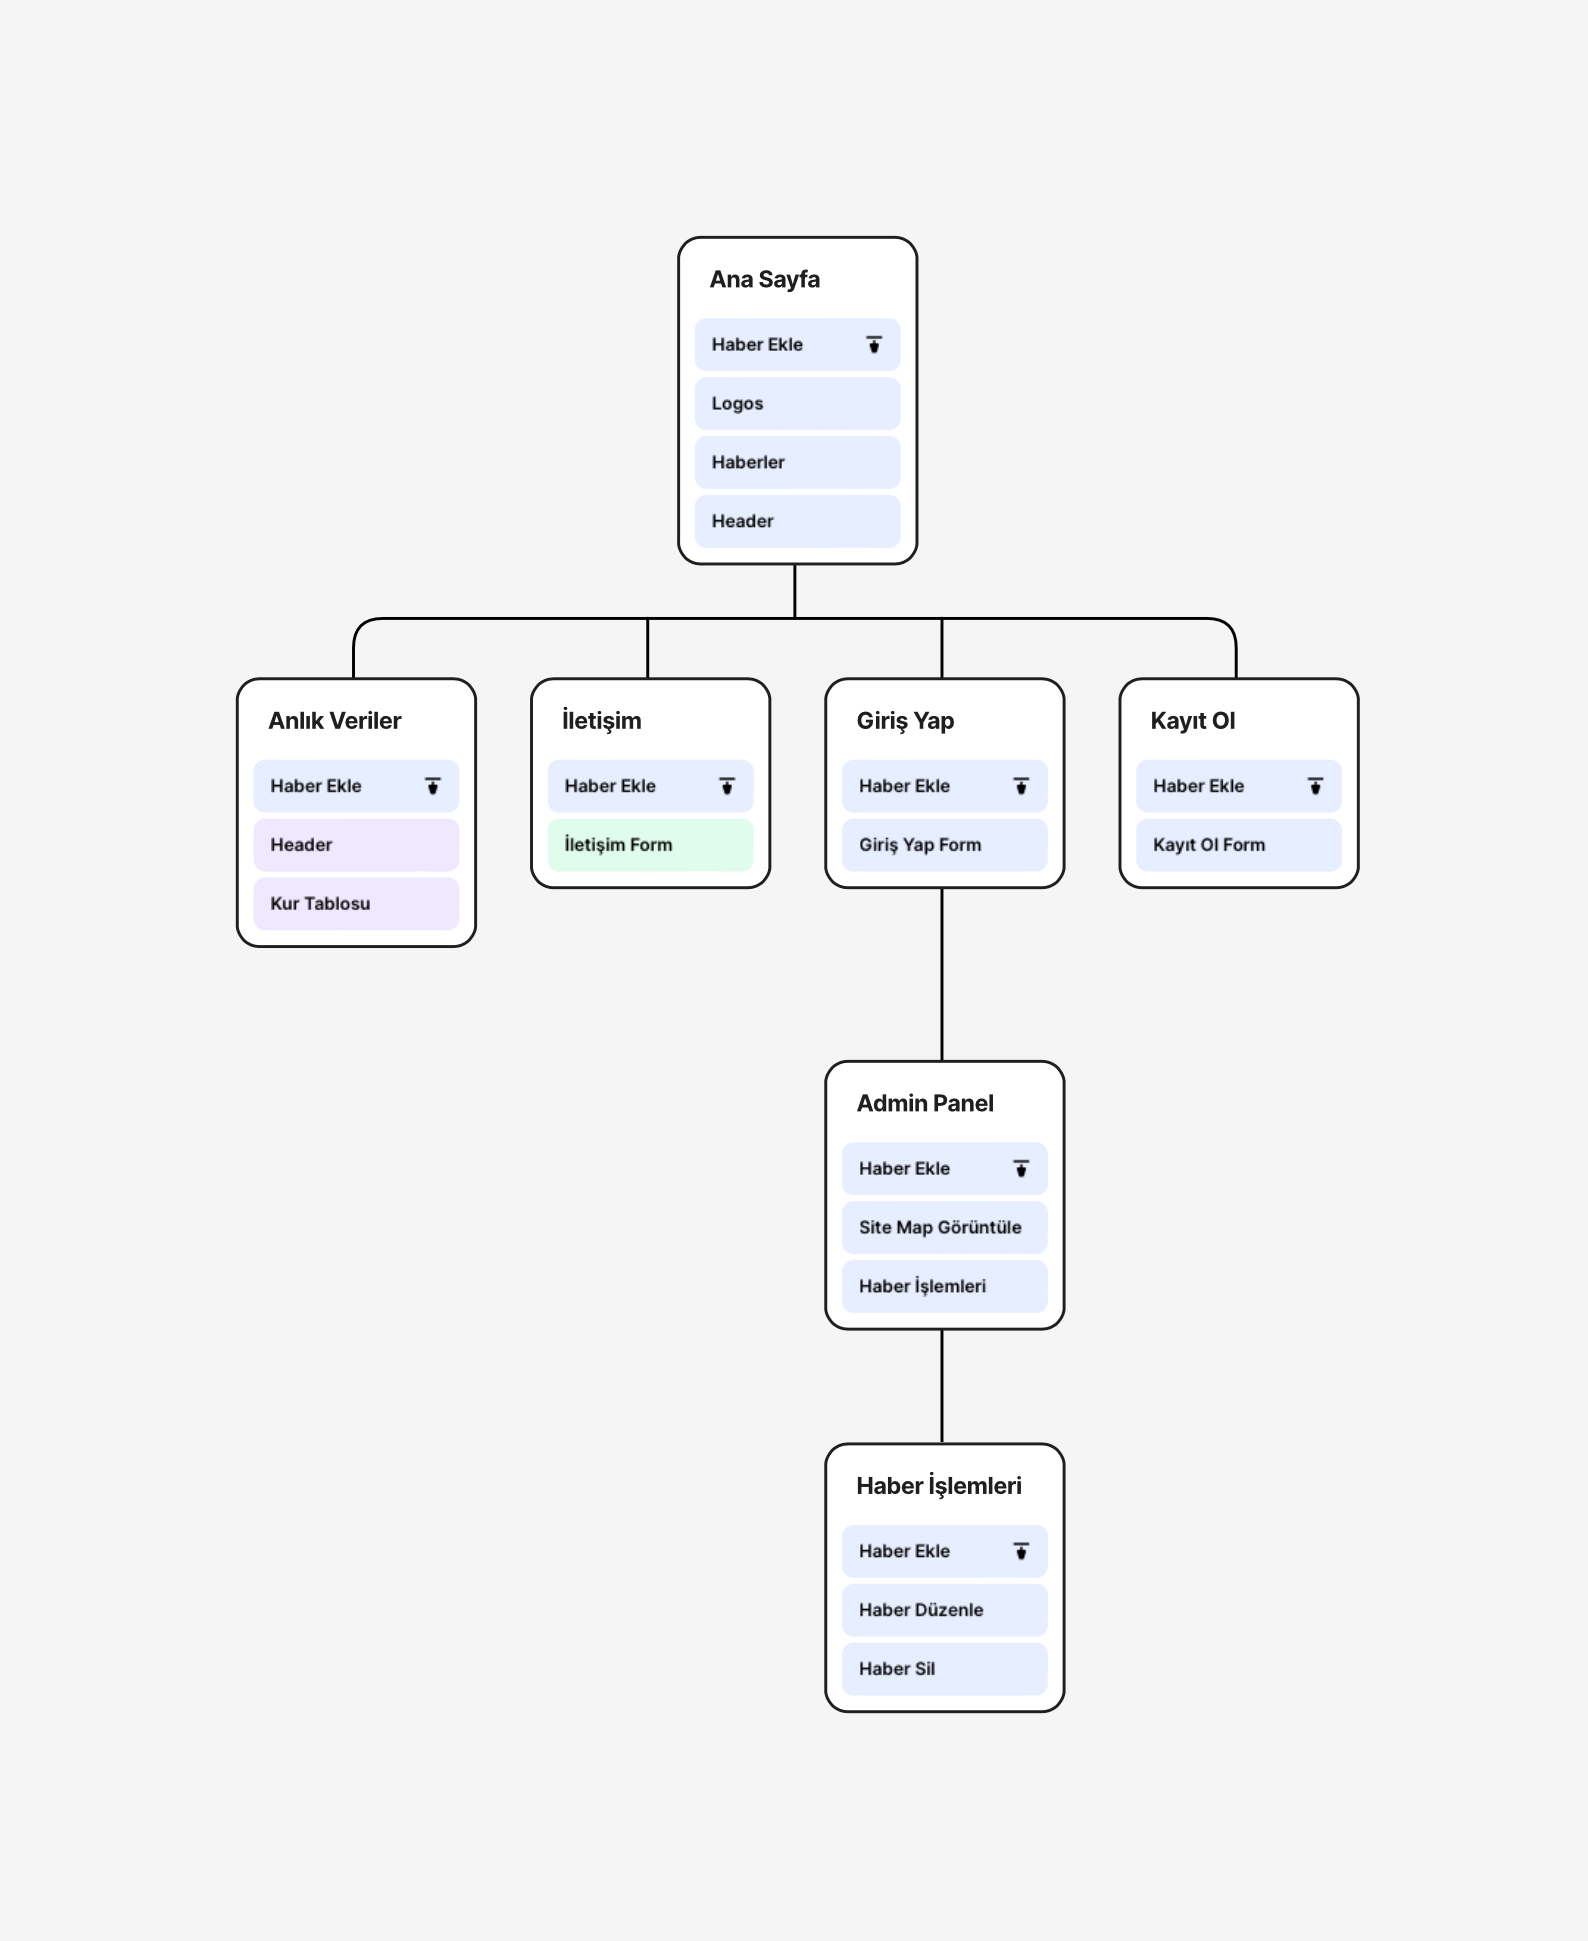 Ana Sayfa
Haber Ekle
Logos
Haberler
Header
Anlık Veriler
Haber Ekle
Header
Kur Tablosu
İletişim
Haber Ekle
İletişim Form
Giriş Yap
Haber Ekle
Giriş Yap Form
Kayıt Ol
Haber Ekle
Kayıt Ol Form
Admin Panel
Haber Ekle
Site Map Görüntüle
Haber İşlemleri
Haber İşlemleri
Haber Ekle
Haber Düzenle
Haber Sil